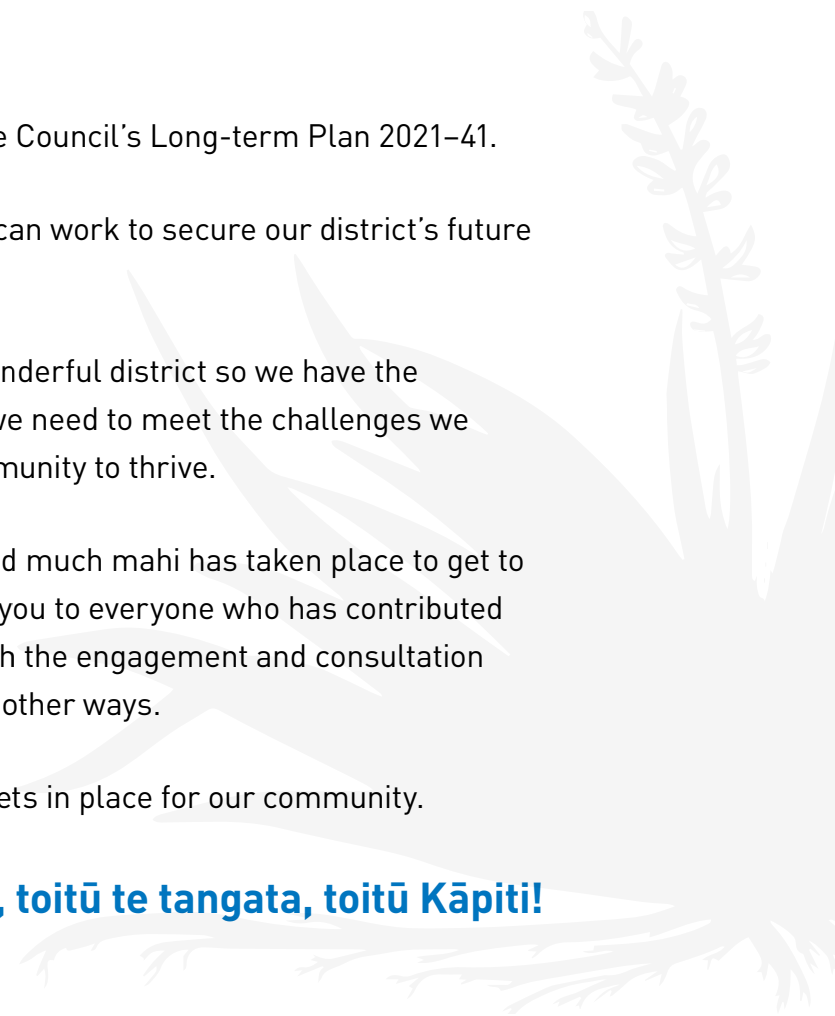 e Council’s Long-term Plan 2021–41.
can work to secure our district’s future
nderful district so we have the
ve need to meet the challenges we
munity to thrive.
d much mahi has taken place to get to
you to everyone who has contributed
h the engagement and consultation
other ways.
ets in place for our community.
, toitū te tangata, toitū Kāpiti!